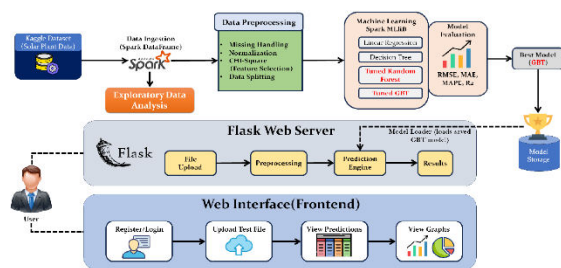 Kaggle Dataset
(Solar Plant Data)
Data Ingestion
(Spark DataFrame)
APACHE
Spark
Exploratory Data
Analysis
Data Preprocessing
• Missing Handling
• Normalization
• CHI-Square
(Feature Selection)
• Data Splitting
Machine Learning
Spark MLlib
Linear Regression
Decision Tree
Tuned Random
Forest
Tuned GBT
Model
Evaluation
RMSE, MAE,
MAPE, R2
Best Model
(GBT)
Model
Storage
Flask Web Server
Model Loader (loads saved
GBT model)
Flask
File
Upload
Preprocessing
Prediction
Engine
Results
User
Web Interface(Frontend)
Register/Login
Upload Test File
View Predictions
View Graphs